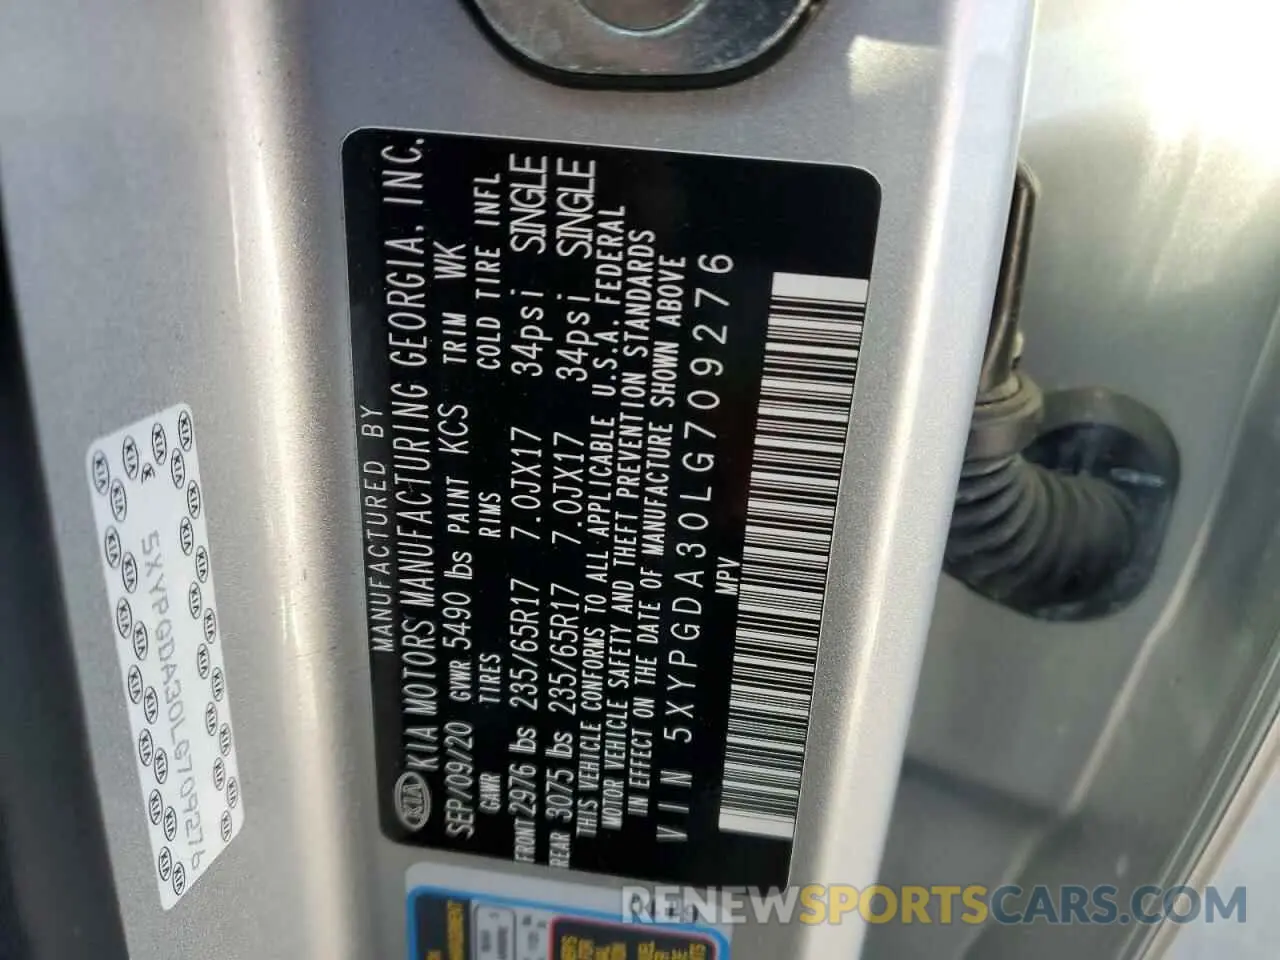 MANUFACTURED BY
KIA KIA MOTORS MANUFACTURING GEORGIA, INC.
SEP/09/20 GVWR 5490 lbs PAINT KCS TRIM WK
GAWR TIRES RIMS COLD TIRE INFL
FRONT 2976 lbs 235/65R17 7.0JX17 34psi SINGLE
REAR 3075 lbs 235/65R17 7.0JX17 34psi SINGLE
THIS VEHICLE CONFORMS TO ALL APPLICABLE U.S.A. FEDERAL
MOTOR VEHICLE SAFETY AND THEFT PREVENTION STANDARDS
IN EFFECT ON THE DATE OF MANUFACTURE SHOWN ABOVE
VIN 5XYPGDA30LG709276
MPV
5XYPGDA30LG709276
RENEWSPORTSCARS.COM